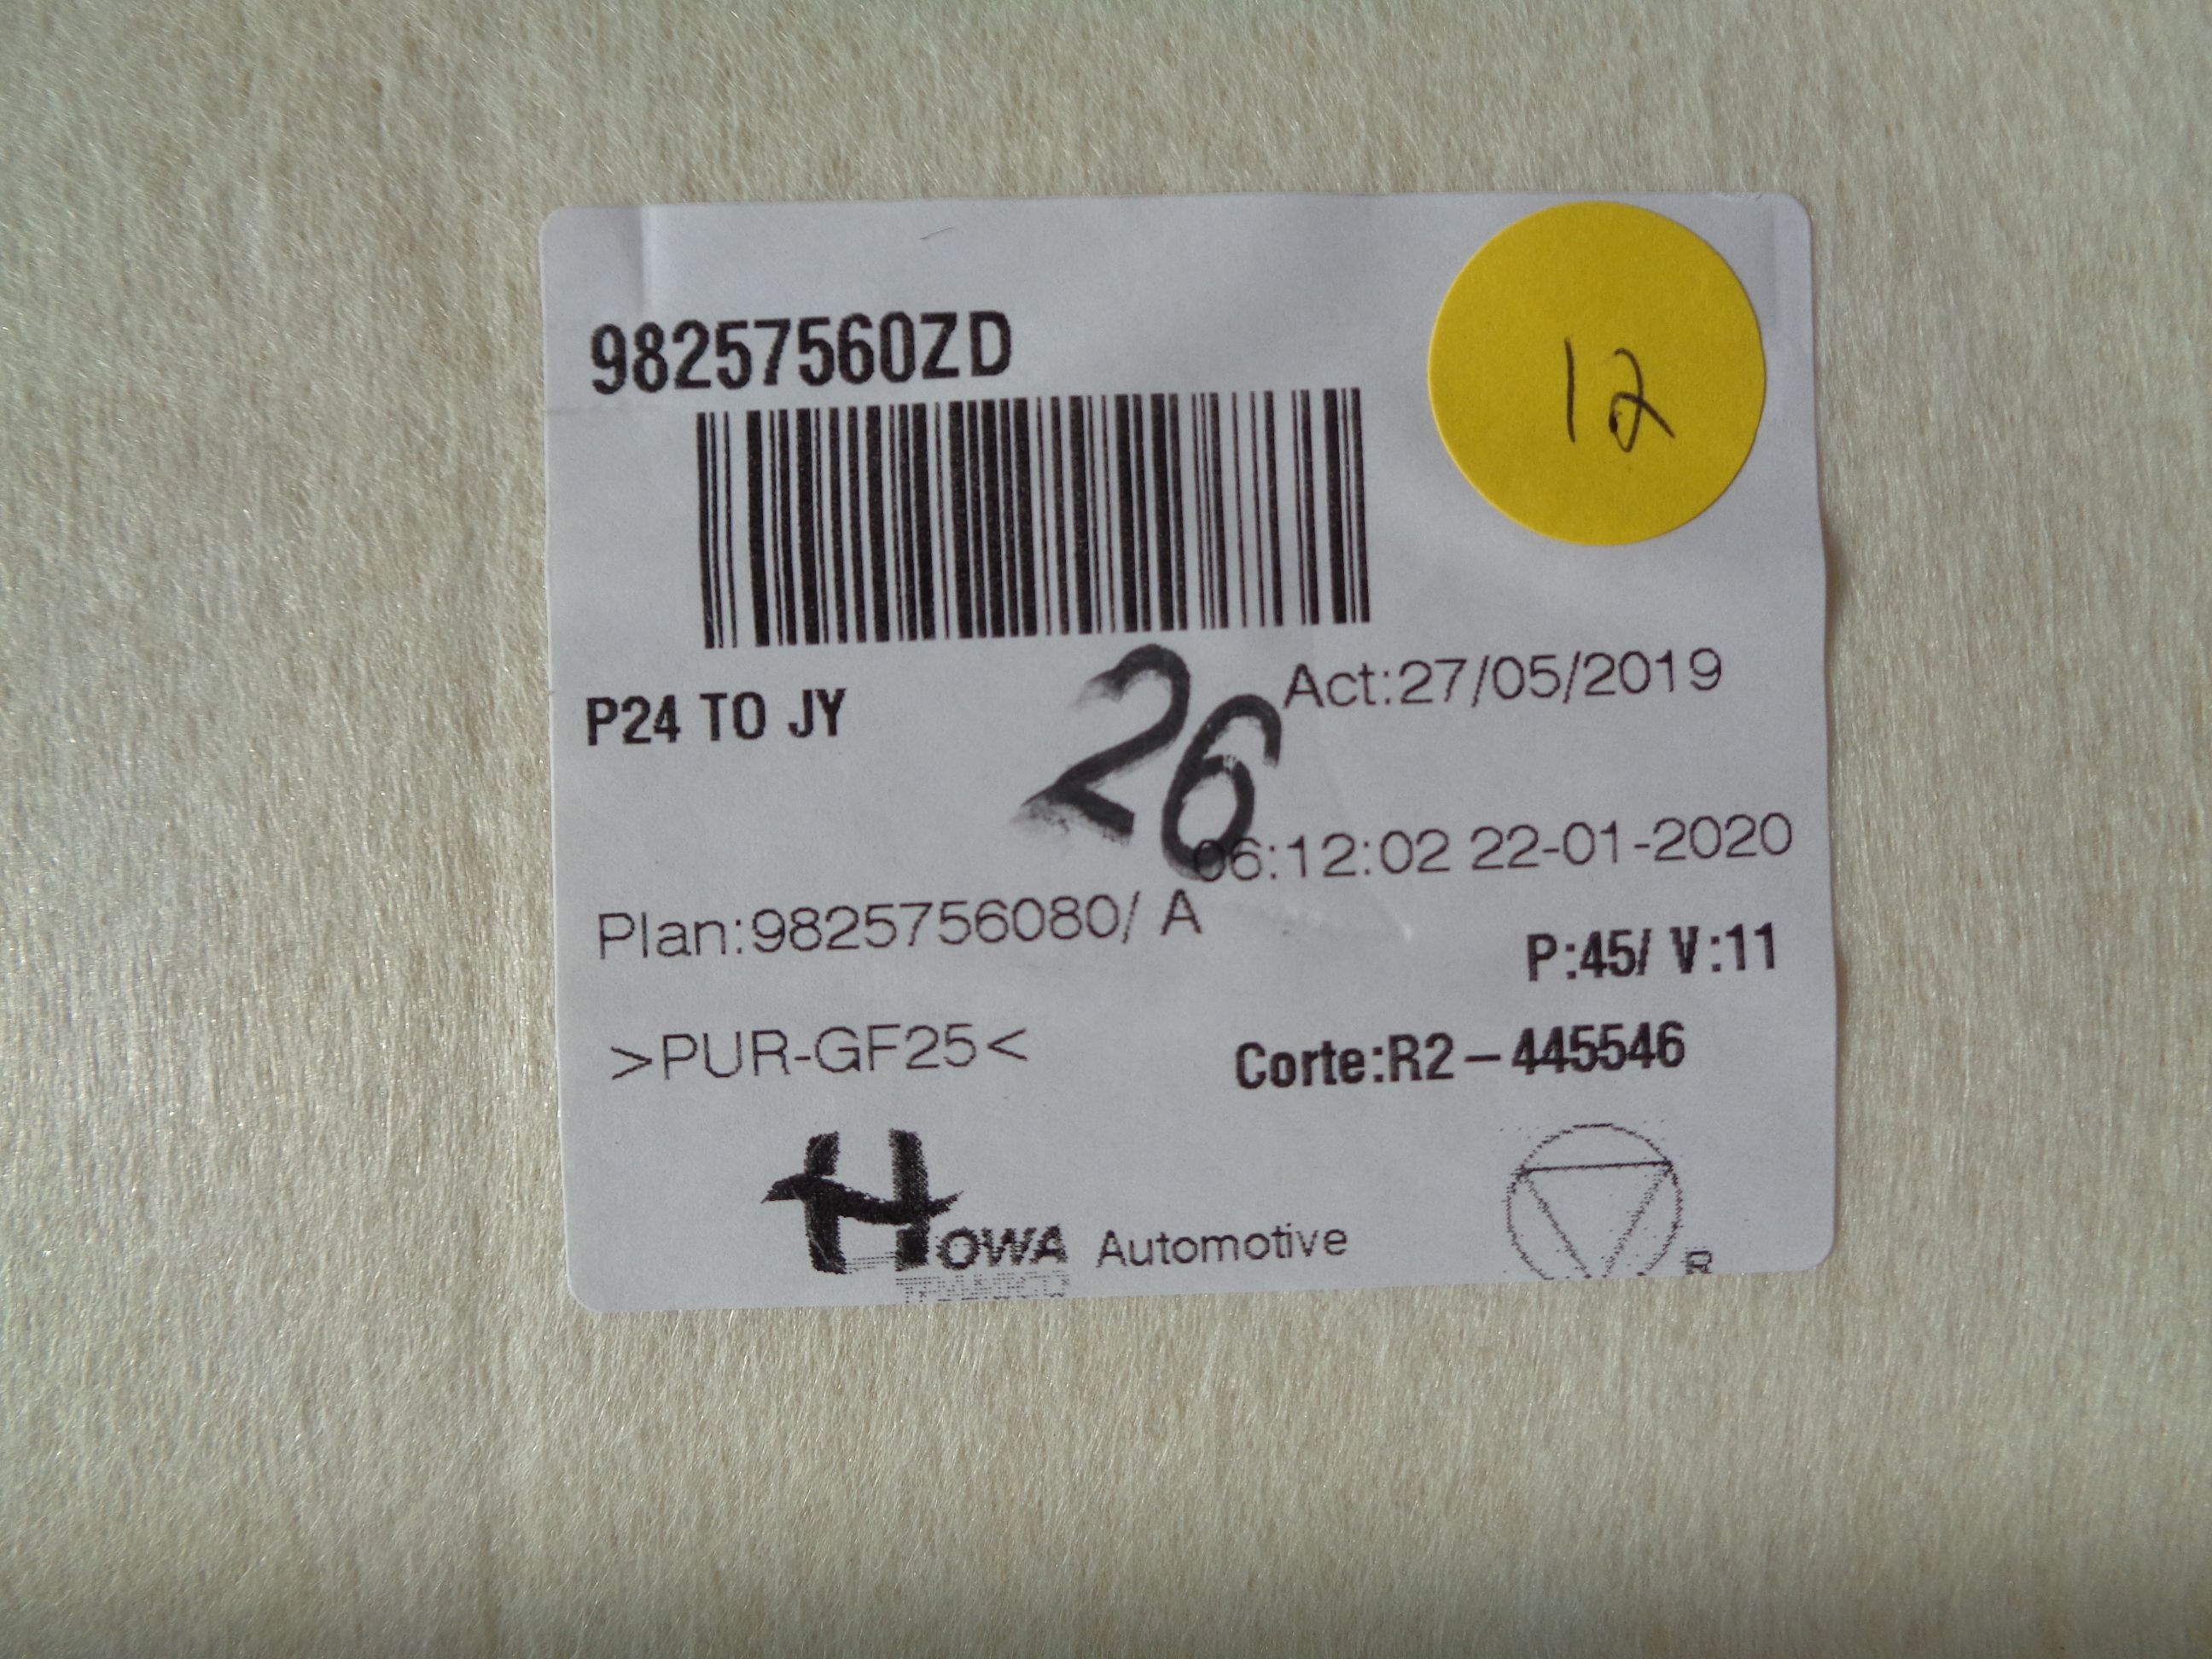 98257560ZD
12
P24 TO JY
26
Act:27/05/2019
06:12:02 22-01-2020
Plan:9825756080/ A
P:45/ V:11
>PUR-GF25<
Corte:R2-445546
HOWA Automotive
R